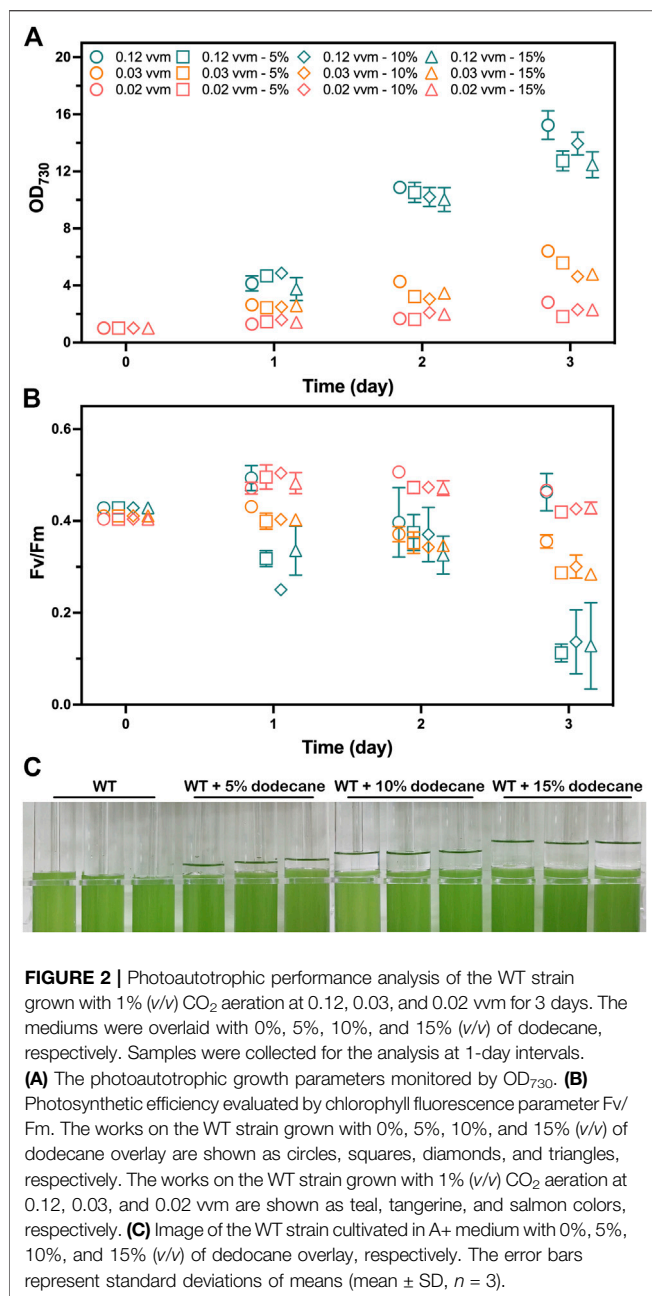 A
0.12 vvm 0.12 vvm - 5% 0.12 vvm - 10% 0.12 vvm - 15%
0.03 vvm 0.03 vvm - 5% 0.03 vvm - 10% 0.03 vvm - 15%
0.02 vvm 0.02 vvm - 5% 0.02 vvm - 10% 0.02 vvm - 15%
20
16
12
8
4
0
OD730
0 1 2 3
Time (day)
B
0.6
0.4
0.2
0.0
Fv/Fm
0 1 2 3
Time (day)
C
WT WT + 5% dodecane WT + 10% dodecane WT + 15% dodecane
FIGURE 2 | Photoautotrophic performance analysis of the WT strain
grown with 1% (v/v) CO2 aeration at 0.12, 0.03, and 0.02 vvm for 3 days. The
mediums were overlaid with 0%, 5%, 10%, and 15% (v/v) of dodecane,
respectively. Samples were collected for the analysis at 1-day intervals.
(A) The photoautotrophic growth parameters monitored by OD730. (B)
Photosynthetic efficiency evaluated by chlorophyll fluorescence parameter Fv/
Fm. The works on the WT strain grown with 0%, 5%, 10%, and 15% (v/v) of
dodecane overlay are shown as circles, squares, diamonds, and triangles,
respectively. The works on the WT strain grown with 1% (v/v) CO2 aeration at
0.12, 0.03, and 0.02 vvm are shown as teal, tangerine, and salmon colors,
respectively. (C) Image of the WT strain cultivated in A+ medium with 0%, 5%,
10%, and 15% (v/v) of dedocane overlay, respectively. The error bars
represent standard deviations of means (mean ± SD, n = 3).